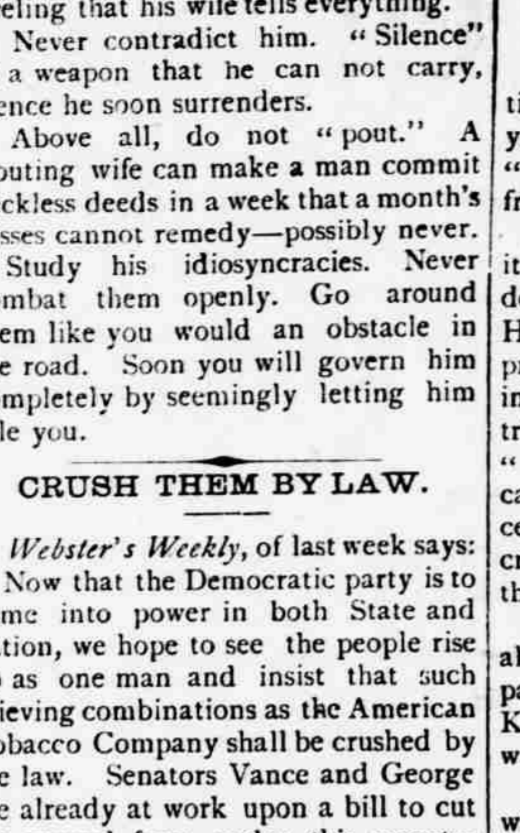 eling that his wife tells everything.
Never contradict him. "Silence"
a weapon that he can not carry,
ence he soon surrenders.
Above all, do not "pout." A
outing wife can make a man commit
ckless deeds in a week that a month's
sses cannot remedy—possibly never.
Study his idiosyncracies. Never
ombat them openly. Go around
em like you would an obstacle in
e road. Soon you will govern him
ompletely by seemingly letting him
le you.
CRUSH THEM BY LAW.
Webster's Weekly, of last week says:
Now that the Democratic party is to
me into power in both State and
tion, we hope to see the people rise
as one man and insist that such
ieving combinations as the American
obacco Company shall be crushed by
e law. Senators Vance and George
e already at work upon a bill to cut